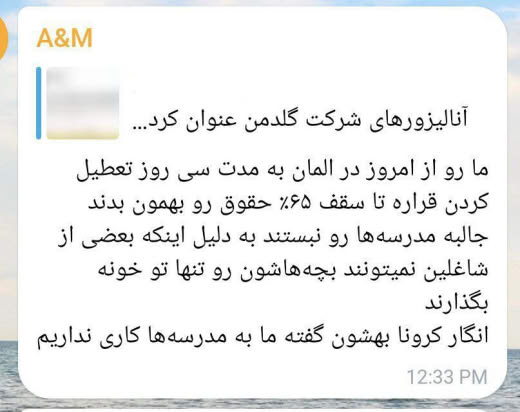 A&M
آنالیزورهای شرکت گلدمن عنوان کرد...
ما رو از امروز در المان به مدت سی روز تعطیل
کردن قراره تا سقف ۶۵٪ حقوق رو بهمون بدند
جالبه مدرسه‌ها رو نبستند به دلیل اینکه بعضی از
شاغلین نمیتونند بچه‌هاشون رو تنها تو خونه
بگذارند
انگار کرونا بهشون گفته ما به مدرسه‌ها کاری نداریم
12:33 PM